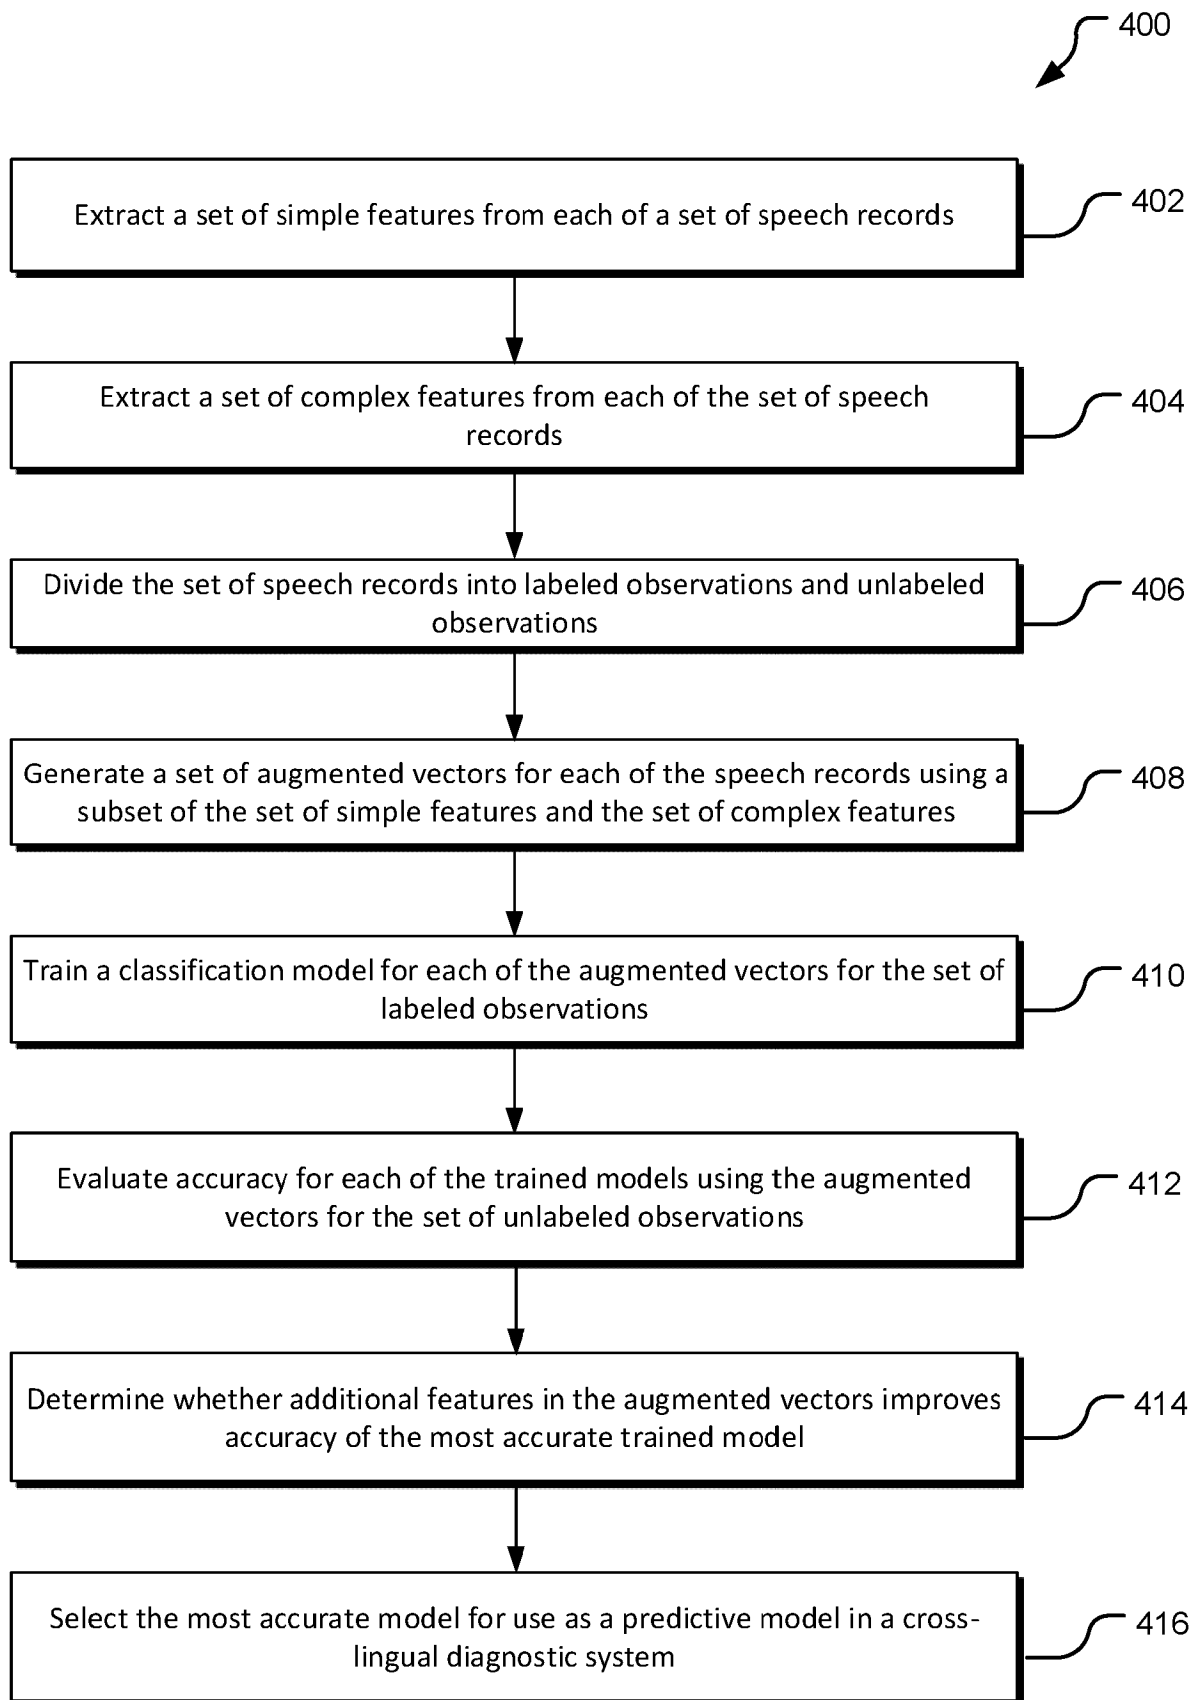 400
Extract a set of simple features from each of a set of speech records
402
Extract a set of complex features from each of the set of speech
records
404
Divide the set of speech records into labeled observations and unlabeled
observations
406
Generate a set of augmented vectors for each of the speech records using a
subset of the set of simple features and the set of complex features
408
Train a classification model for each of the augmented vectors for the set of
labeled observations
410
Evaluate accuracy for each of the trained models using the augmented
vectors for the set of unlabeled observations
412
Determine whether additional features in the augmented vectors improves
accuracy of the most accurate trained model
414
Select the most accurate model for use as a predictive model in a cross-
lingual diagnostic system
416